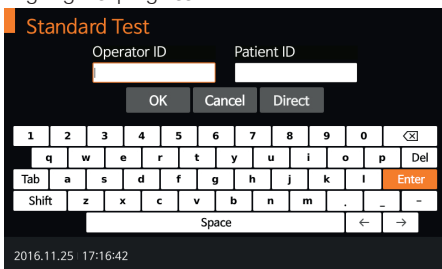 Standard Test
Operator ID Patient ID
OK Cancel Direct
1 2 3 4 5 6 7 8 9 0
q w e r t y u i o p Del
Tab a s d f g h j k l Enter
Shift z x c v b n m . _ -
Space ← →
2016.11.25 17:16:42